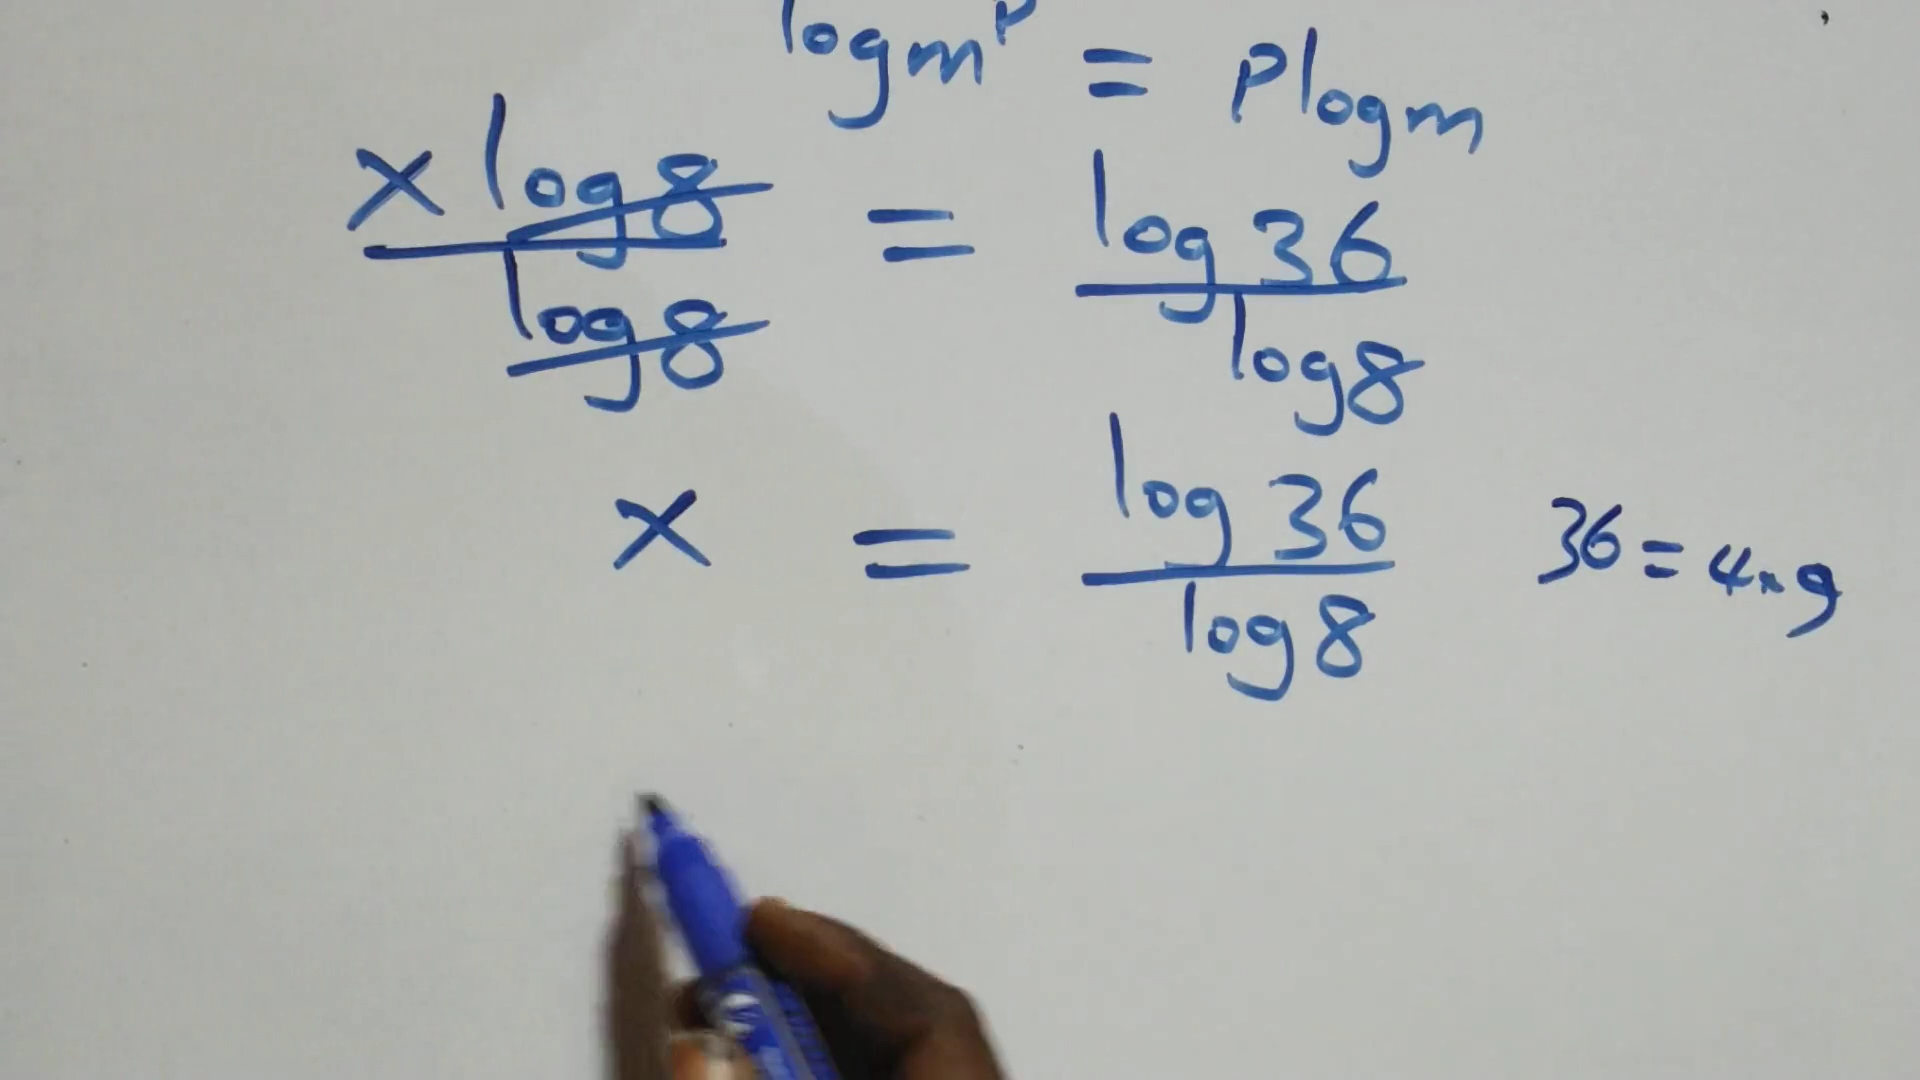 log m^P = P log m
x log 8 / log 8 = log 36 / log 8
x = log 36 / log 8 36 = 4 × 9